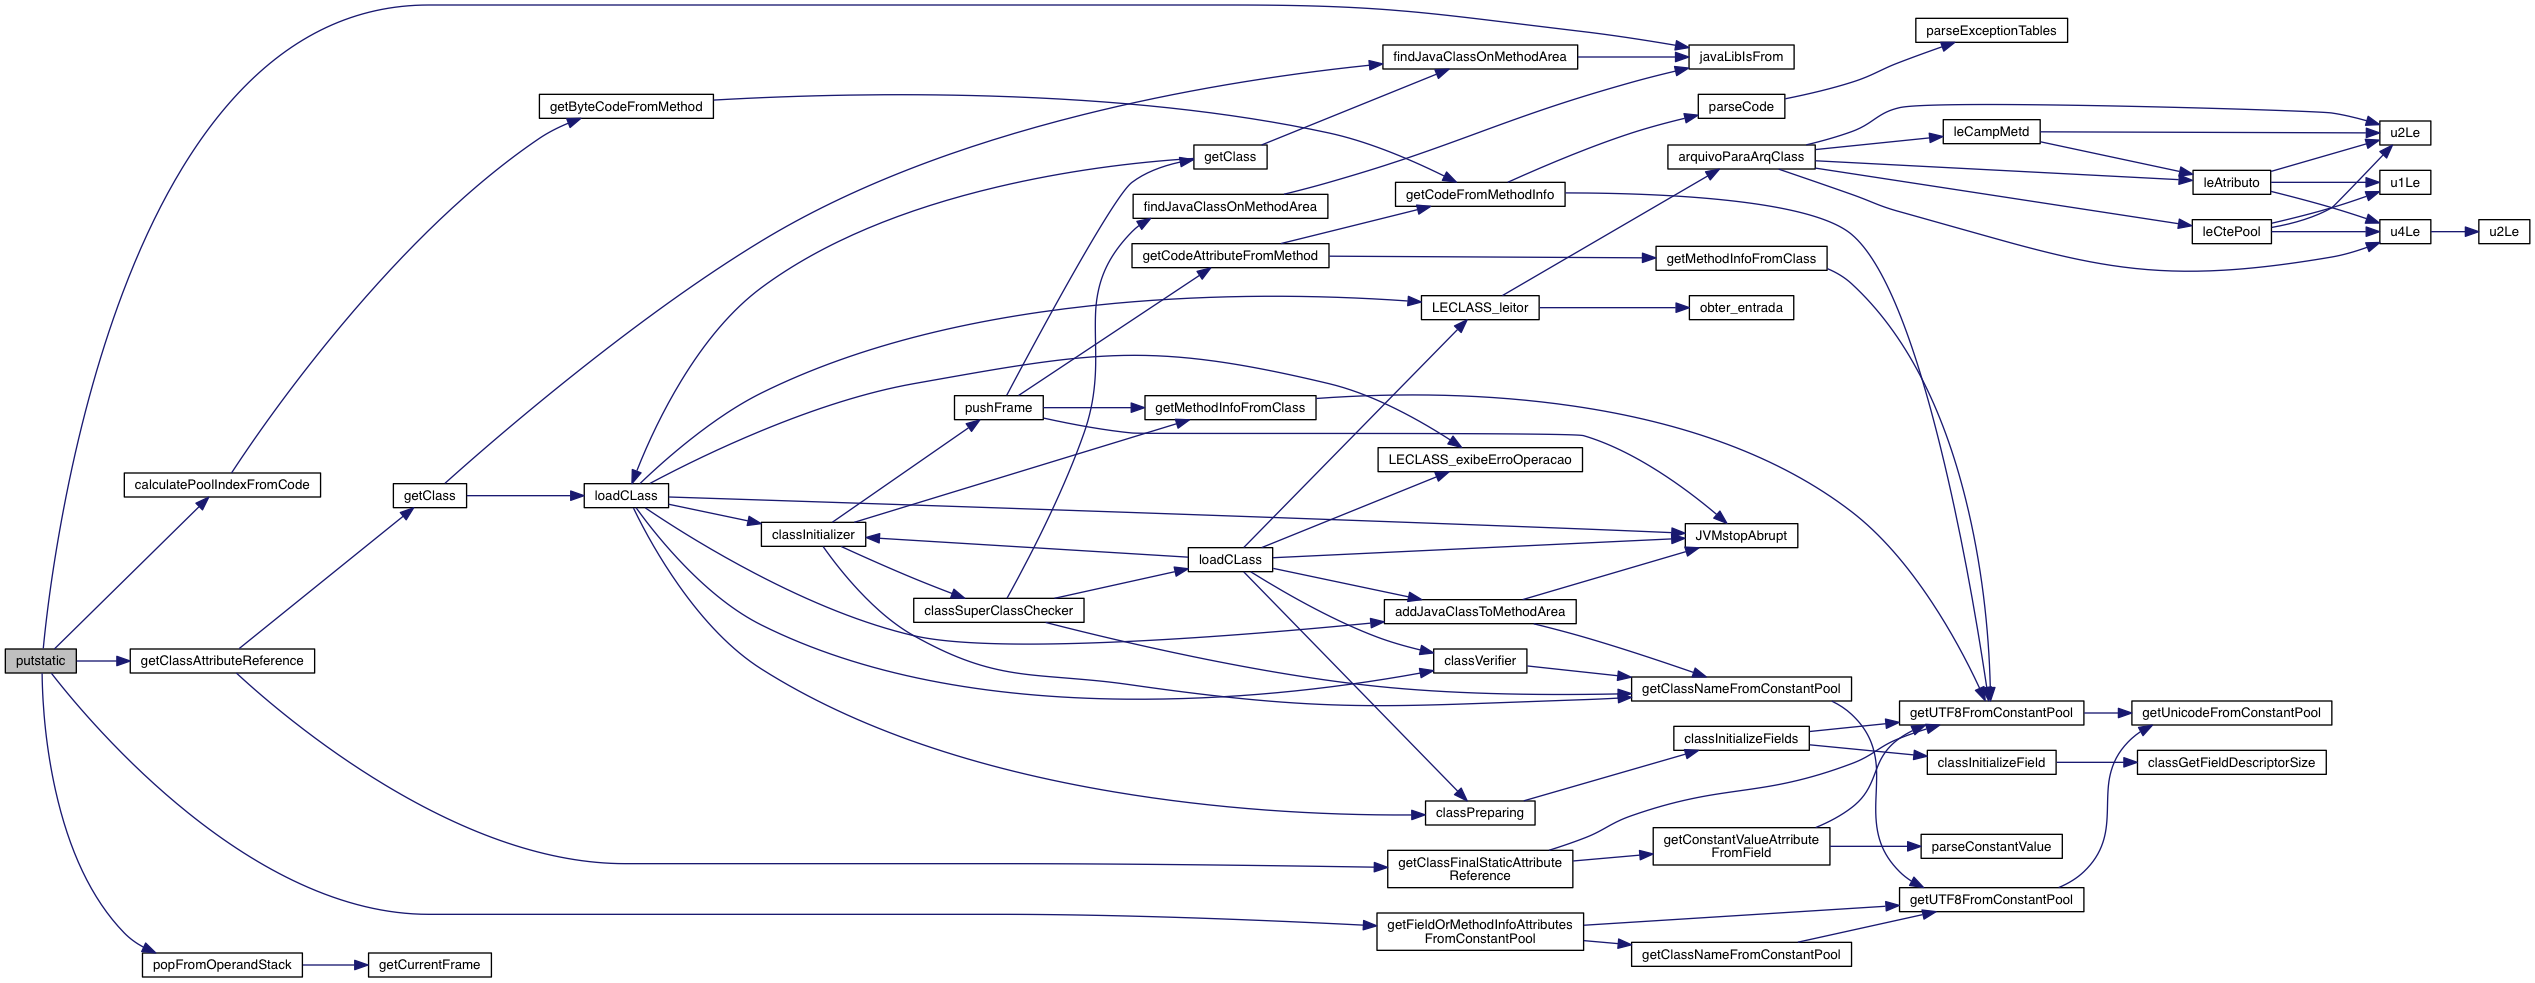 putstatic
calculatePoolIndexFromCode
getClassAttributeReference
popFromOperandStack
getClass
getCurrentFrame
getByteCodeFromMethod
loadCLass
classInitializer
pushFrame
classSuperClassChecker
getClass
findJavaClassOnMethodArea
getCodeAttributeFromMethod
getMethodInfoFromClass
loadCLass
findJavaClassOnMethodArea
getCodeFromMethodInfo
LECLASS_leitor
LECLASS_exibeErroOperacao
addJavaClassToMethodArea
classVerifier
classPreparing
getClassFinalStaticAttribute
Reference
getFieldOrMethodInfoAttributes
FromConstantPool
javaLibIsFrom
parseCode
arquivoParaArqClass
getMethodInfoFromClass
obter_entrada
JVMstopAbrupt
getClassNameFromConstantPool
classInitializeFields
getConstantValueAtrribute
FromField
getClassNameFromConstantPool
parseExceptionTables
leCampMetd
getUTF8FromConstantPool
classInitializeField
parseConstantValue
getUTF8FromConstantPool
leAtributo
leCtePool
getUnicodeFromConstantPool
classGetFieldDescriptorSize
u2Le
u1Le
u4Le
u2Le